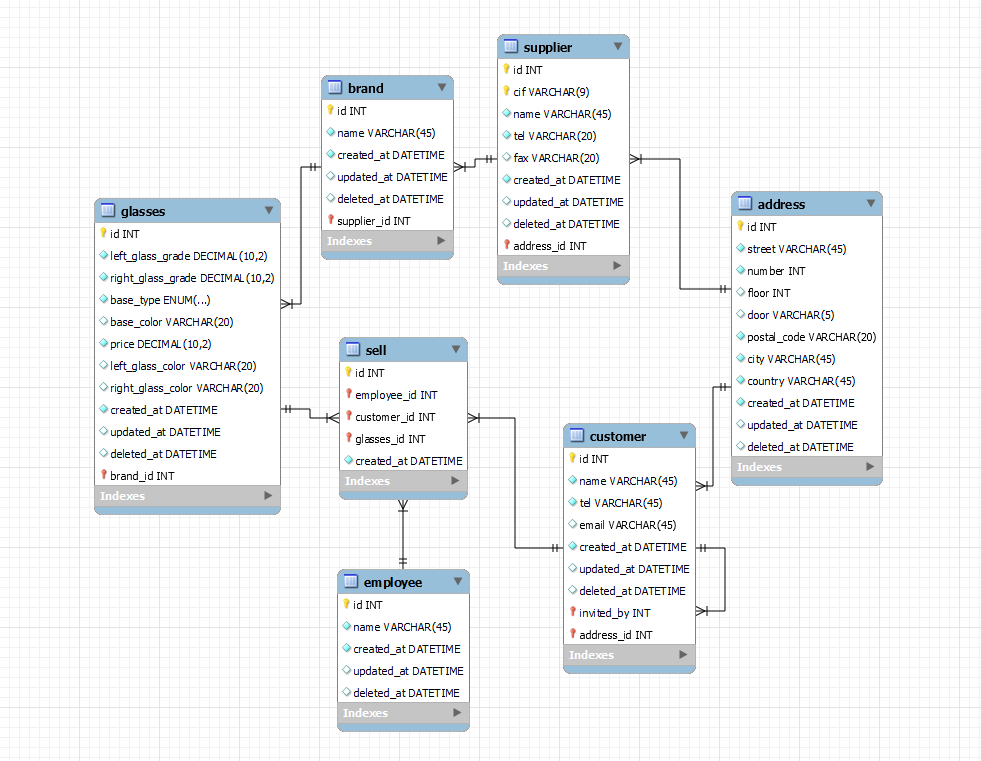 supplier
id INT
cif VARCHAR(9)
name VARCHAR(45)
tel VARCHAR(20)
fax VARCHAR(20)
created_at DATETIME
updated_at DATETIME
deleted_at DATETIME
address_id INT
Indexes
brand
id INT
name VARCHAR(45)
created_at DATETIME
updated_at DATETIME
deleted_at DATETIME
supplier_id INT
Indexes
glasses
id INT
left_glass_grade DECIMAL(10,2)
right_glass_grade DECIMAL(10,2)
base_type ENUM(...)
base_color VARCHAR(20)
price DECIMAL(10,2)
left_glass_color VARCHAR(20)
right_glass_color VARCHAR(20)
created_at DATETIME
updated_at DATETIME
deleted_at DATETIME
brand_id INT
Indexes
address
id INT
street VARCHAR(45)
number INT
floor INT
door VARCHAR(5)
postal_code VARCHAR(20)
city VARCHAR(45)
country VARCHAR(45)
created_at DATETIME
updated_at DATETIME
deleted_at DATETIME
Indexes
sell
id INT
employee_id INT
customer_id INT
glasses_id INT
created_at DATETIME
Indexes
customer
id INT
name VARCHAR(45)
tel VARCHAR(45)
email VARCHAR(45)
created_at DATETIME
updated_at DATETIME
deleted_at DATETIME
invited_by INT
address_id INT
Indexes
employee
id INT
name VARCHAR(45)
created_at DATETIME
updated_at DATETIME
deleted_at DATETIME
Indexes